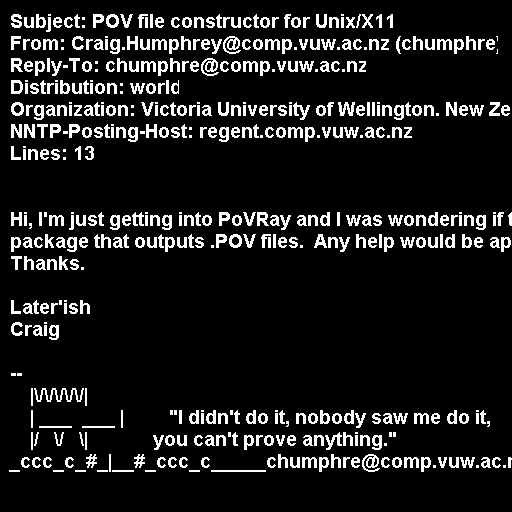 Subject: POV file constructor for Unix/X11
From: Craig.Humphrey@comp.vuw.ac.nz (chumphre)
Reply-To: chumphre@comp.vuw.ac.nz
Distribution: world
Organization: Victoria University of Wellington. New Ze
NNTP-Posting-Host: regent.comp.vuw.ac.nz
Lines: 13
Hi, I'm just getting into PoVRay and I was wondering if t
package that outputs .POV files.  Any help would be ap
Thanks.
Later'ish
Craig
--
|\/\/\/\/\/|
| ___  ___ |         "I didn't do it, nobody saw me do it,
|/   \/   \|             you can't prove anything."
_ccc_c_#_|__#_ccc_c_____chumphre@comp.vuw.ac.n